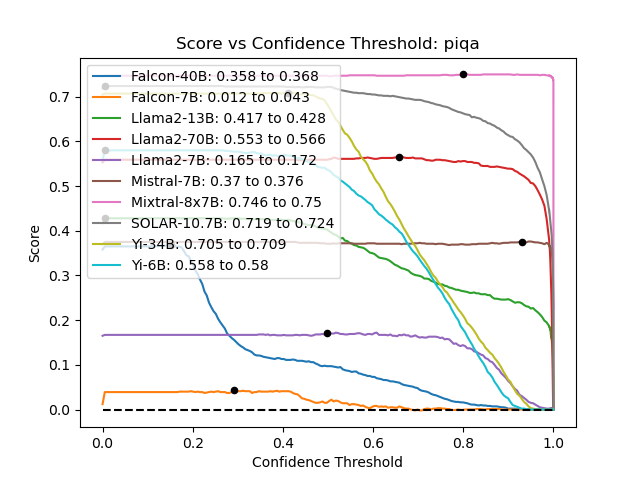 Score vs Confidence Threshold: piqa
Falcon-40B: 0.358 to 0.368
Falcon-7B: 0.012 to 0.043
Llama2-13B: 0.417 to 0.428
Llama2-70B: 0.553 to 0.566
Llama2-7B: 0.165 to 0.172
Mistral-7B: 0.37 to 0.376
Mixtral-8x7B: 0.746 to 0.75
SOLAR-10.7B: 0.719 to 0.724
Yi-34B: 0.705 to 0.709
Yi-6B: 0.558 to 0.58
Score
0.7
0.6
0.5
0.4
0.3
0.2
0.1
0.0
0.0 0.2 0.4 0.6 0.8 1.0
Confidence Threshold